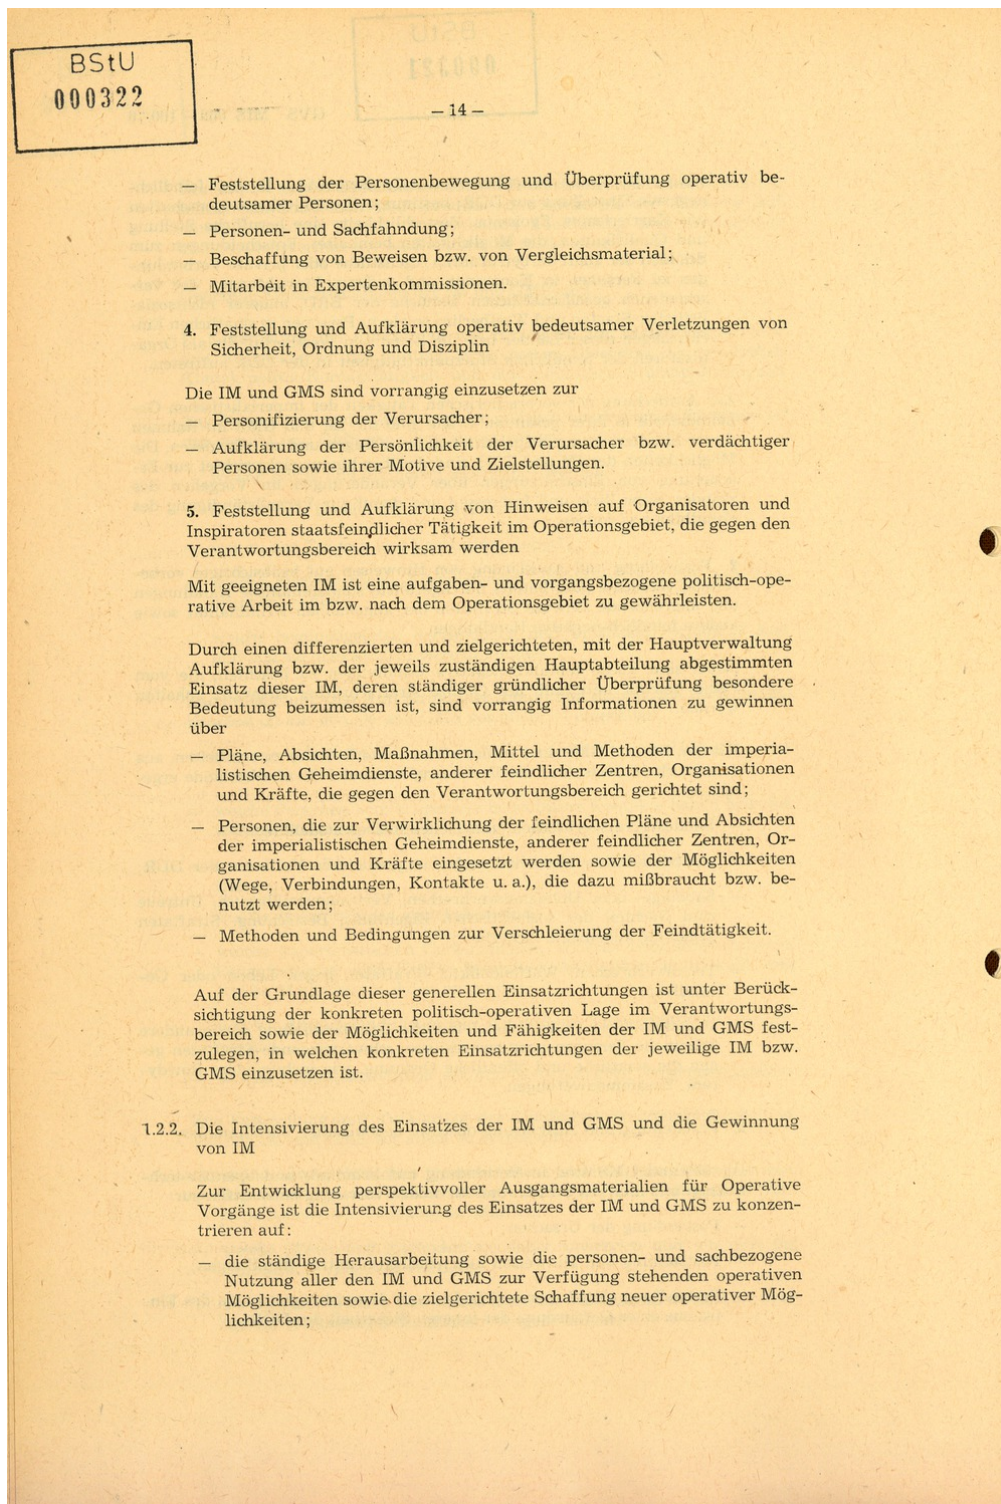 BStU
000322
— 14 —
— Feststellung der Personenbewegung und Überprüfung operativ be-
deutsamer Personen;
— Personen- und Sachfahndung;
— Beschaffung von Beweisen bzw. von Vergleichsmaterial;
— Mitarbeit in Expertenkommissionen.
4. Feststellung und Aufklärung operativ bedeutsamer Verletzungen von
Sicherheit, Ordnung und Disziplin
Die IM und GMS sind vorrangig einzusetzen zur
— Personifizierung der Verursacher;
— Aufklärung der Persönlichkeit der Verursacher bzw. verdächtiger
Personen sowie ihrer Motive und Zielstellungen.
5. Feststellung und Aufklärung von Hinweisen auf Organisatoren und
Inspiratoren staatsfeindlicher Tätigkeit im Operationsgebiet, die gegen den
Verantwortungsbereich wirksam werden
Mit geeigneten IM ist eine aufgaben- und vorgangsbezogene politisch-ope-
rative Arbeit im bzw. nach dem Operationsgebiet zu gewährleisten.
Durch einen differenzierten und zielgerichteten, mit der Hauptverwaltung
Aufklärung bzw. der jeweils zuständigen Hauptabteilung abgestimmten
Einsatz dieser IM, deren ständiger gründlicher Überprüfung besondere
Bedeutung beizumessen ist, sind vorrangig Informationen zu gewinnen
über
— Pläne, Absichten, Maßnahmen, Mittel und Methoden der imperia-
listischen Geheimdienste, anderer feindlicher Zentren, Organisationen
und Kräfte, die gegen den Verantwortungsbereich gerichtet sind;
— Personen, die zur Verwirklichung der feindlichen Pläne und Absichten
der imperialistischen Geheimdienste, anderer feindlicher Zentren, Or-
ganisationen und Kräfte eingesetzt werden sowie der Möglichkeiten
(Wege, Verbindungen, Kontakte u. a.), die dazu mißbraucht bzw. be-
nutzt werden;
— Methoden und Bedingungen zur Verschleierung der Feindtätigkeit.
Auf der Grundlage dieser generellen Einsatzrichtungen ist unter Berück-
sichtigung der konkreten politisch-operativen Lage im Verantwortungs-
bereich sowie der Möglichkeiten und Fähigkeiten der IM und GMS fest-
zulegen, in welchen konkreten Einsatzrichtungen der jeweilige IM bzw.
GMS einzusetzen ist.
1.2.2. Die Intensivierung des Einsatzes der IM und GMS und die Gewinnung
von IM
Zur Entwicklung perspektivvoller Ausgangsmaterialien für Operative
Vorgänge ist die Intensivierung des Einsatzes der IM und GMS zu konzen-
trieren auf:
— die ständige Herausarbeitung sowie die personen- und sachbezogene
Nutzung aller den IM und GMS zur Verfügung stehenden operativen
Möglichkeiten sowie die zielgerichtete Schaffung neuer operativer Mög-
lichkeiten;